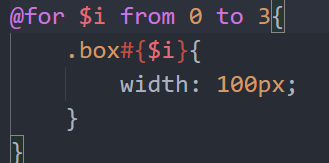 @for $i from 0 to 3{
    .box#{$i}{
        width: 100px;
    }
}